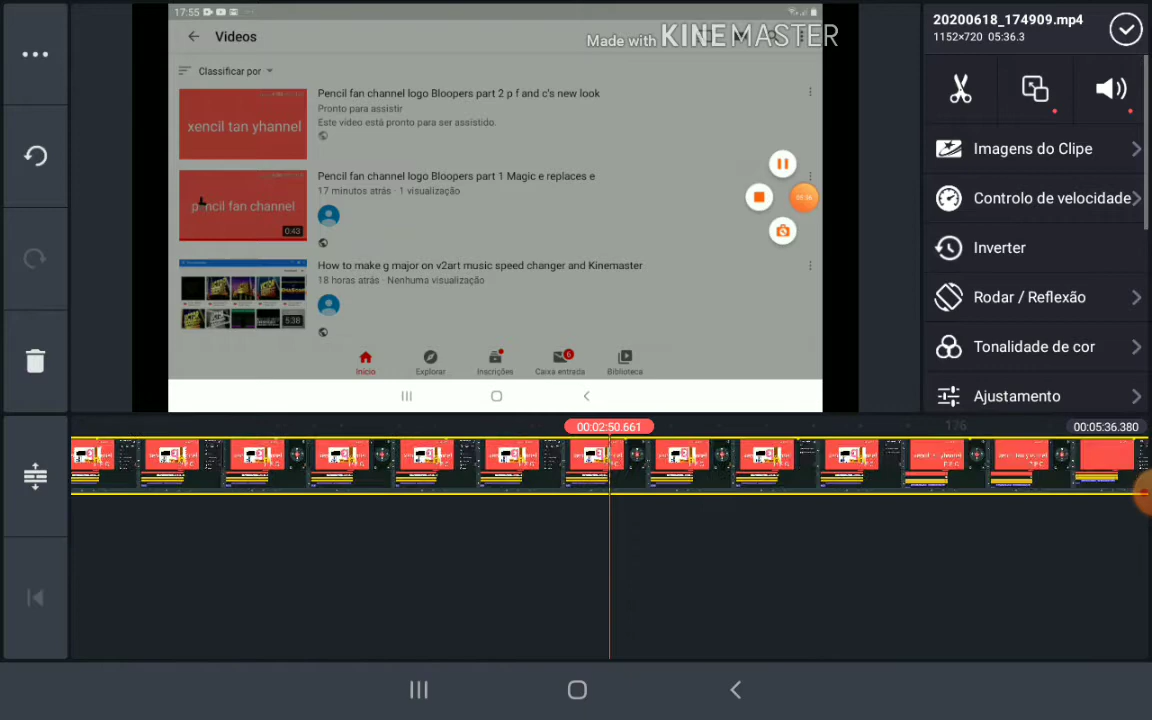 17:55
Videos
Made with KINEMASTER
Classificar por
xencil tan yhannel
Pencil fan channel logo Bloopers part 2 p f and c's new look
Pronto para assistir
Este vídeo está pronto para ser assistido.
pencil fan channel
0:43
Pencil fan channel logo Bloopers part 1 Magic e replaces e
17 minutos atrás · 1 visualização
5:38
How to make g major on v2art music speed changer and Kinemaster
18 horas atrás · Nenhuma visualização
Início
Explorar
Inscrições
6
Caixa entrada
Biblioteca
20200618_174909.mp4
1152×720 05:36.3
Imagens do Clipe
Controlo de velocidade
Inverter
Rodar / Reflexão
Tonalidade de cor
Ajustamento
00:02:50.661
176
00:05:36.380